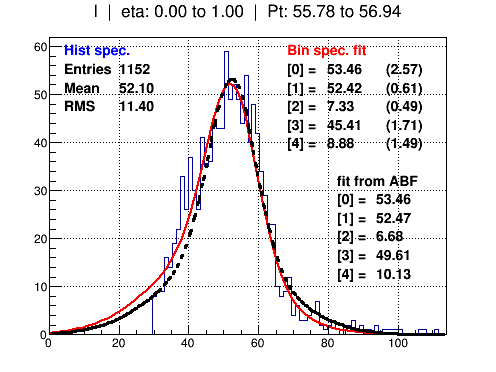 I | eta: 0.00 to 1.00 | Pt: 55.78 to 56.94
Hist spec.
Entries 1152
Mean 52.10
RMS 11.40
Bin spec. fit
[0] = 53.46 (2.57)
[1] = 52.42 (0.61)
[2] = 7.33 (0.49)
[3] = 45.41 (1.71)
[4] = 8.88 (1.49)
fit from ABF
[0] = 53.46
[1] = 52.47
[2] = 6.68
[3] = 49.61
[4] = 10.13
60
50
40
30
20
10
0
0 20 40 60 80 100